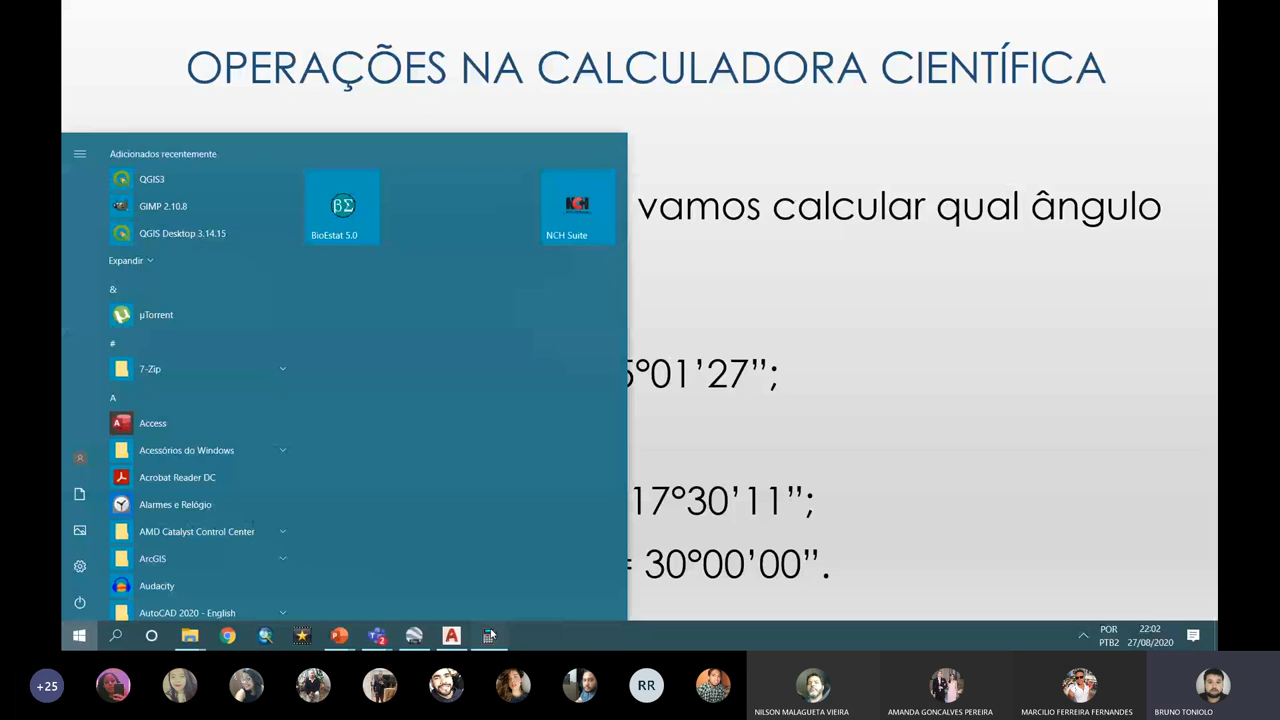 OPERAÇÕES NA CALCULADORA CIENTÍFICA
Adicionados recentemente
QGIS3
GIMP 2.10.8
QGIS Desktop 3.14.15
Expandir
&
µTorrent
#
7-Zip
A
Access
Acessórios do Windows
Acrobat Reader DC
Alarmes e Relógio
AMD Catalyst Control Center
ArcGIS
Audacity
AutoCAD 2020 - English
ΒΣ
BioEstat 5.0
NCH
NCH Suite
vamos calcular qual ângulo
5°01’27”;
17°30’11”;
= 30°00’00”.
POR
PTB2
22:02
27/08/2020
+25
RR
NILSON MALAGUETA VIEIRA
AMANDA GONCALVES PEREIRA
MARCILIO FERREIRA FERNANDES
BRUNO TONIOLO